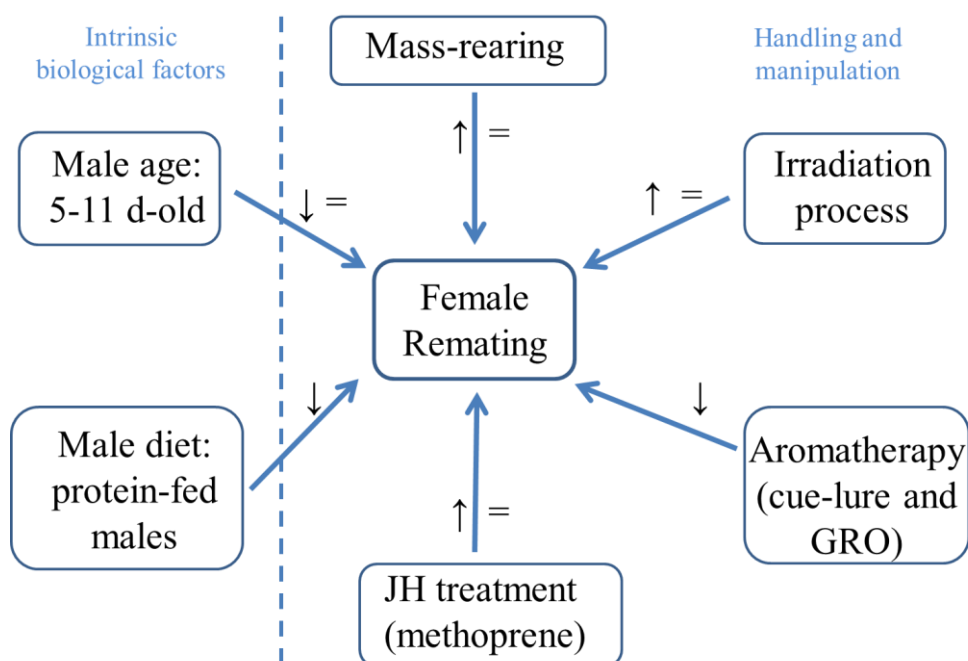 Intrinsic
biological factors
Mass-rearing
Handling and
manipulation
↑ =
Male age:
5-11 d-old
↓ =
Irradiation
process
↑ =
Female
Remating
Male diet:
protein-fed
males
↓
Aromatherapy
(cue-lure and
GRO)
↓
↑ =
JH treatment
(methoprene)